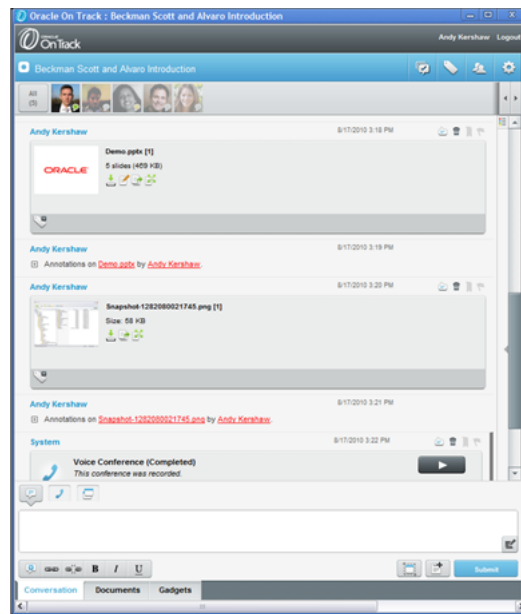 Oracle On Track : Beckman Scott and Alvaro Introduction
ORACLE
OnTrack
Andy Kershaw Logout
Beckman Scott and Alvaro Introduction
All
(5)
Andy Kershaw 8/17/2010 3:18 PM
Demo.pptx [1]
ORACLE
5 slides (469 KB)
Andy Kershaw 8/17/2010 3:19 PM
Annotations on Demo.pptx by Andy Kershaw.
Andy Kershaw 8/17/2010 3:20 PM
Snapshot-1282080021745.png [1]
Size: 58 KB
Andy Kershaw 8/17/2010 3:21 PM
Annotations on Snapshot-1282080021745.png by Andy Kershaw.
System 8/17/2010 3:22 PM
Voice Conference (Completed)
This conference was recorded.
B I U
Submit
Conversation Documents Gadgets